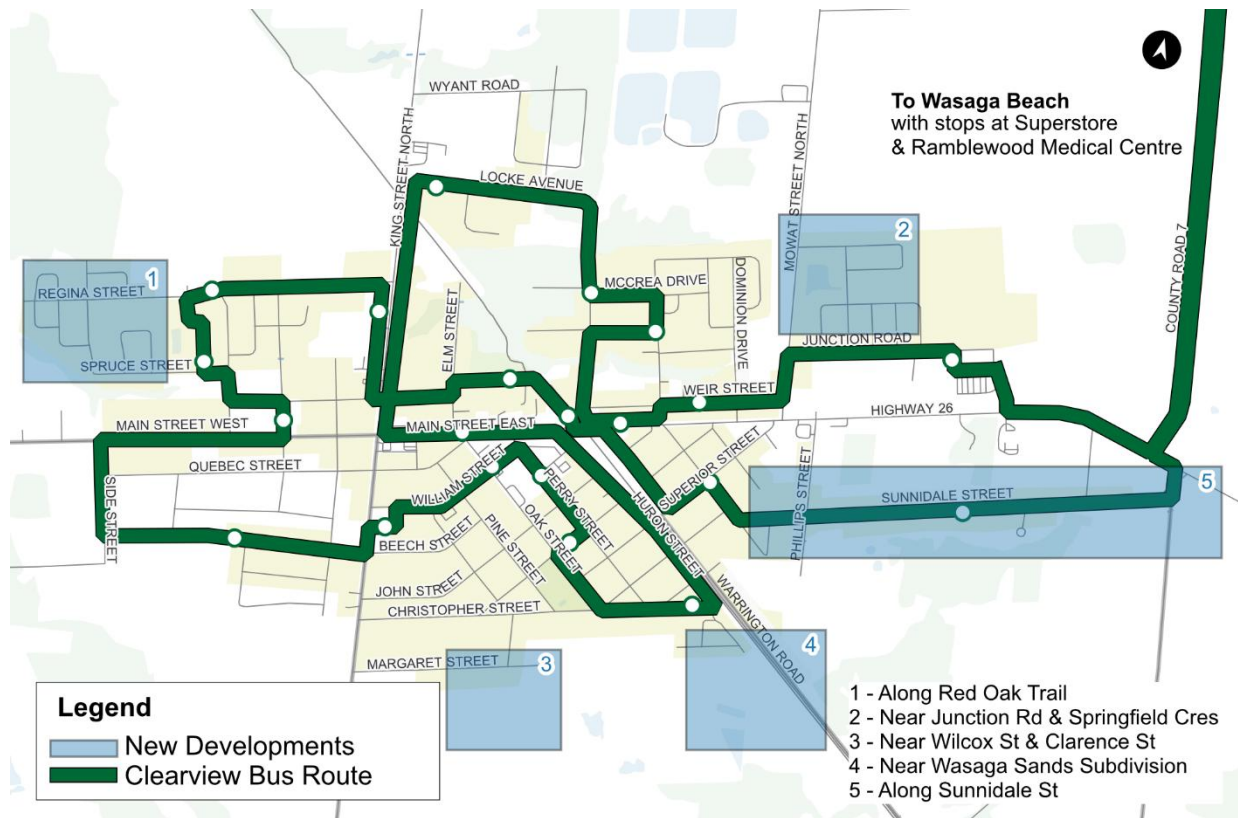 WYANT ROAD
To Wasaga Beach
with stops at Superstore
& Ramblewood Medical Centre
KING STREET NORTH
LOCKE AVENUE
MOWAT STREET NORTH
COUNTY ROAD 7
1
2
REGINA STREET
MCCREA DRIVE
DOMINION DRIVE
ELM STREET
JUNCTION ROAD
SPRUCE STREET
WEIR STREET
HIGHWAY 26
MAIN STREET WEST
MAIN STREET EAST
QUEBEC STREET
WILLIAM STREET
PERRY STREET
SUPERIOR STREET
SIDE STREET
HURON STREET
PHILLIPS STREET
SUNNIDALE STREET
5
OAK STREET
PINE STREET
BEECH STREET
JOHN STREET
CHRISTOPHER STREET
WARRINGTON ROAD
MARGARET STREET
3
4
Legend
New Developments
Clearview Bus Route
1 - Along Red Oak Trail
2 - Near Junction Rd & Springfield Cres
3 - Near Wilcox St & Clarence St
4 - Near Wasaga Sands Subdivision
5 - Along Sunnidale St